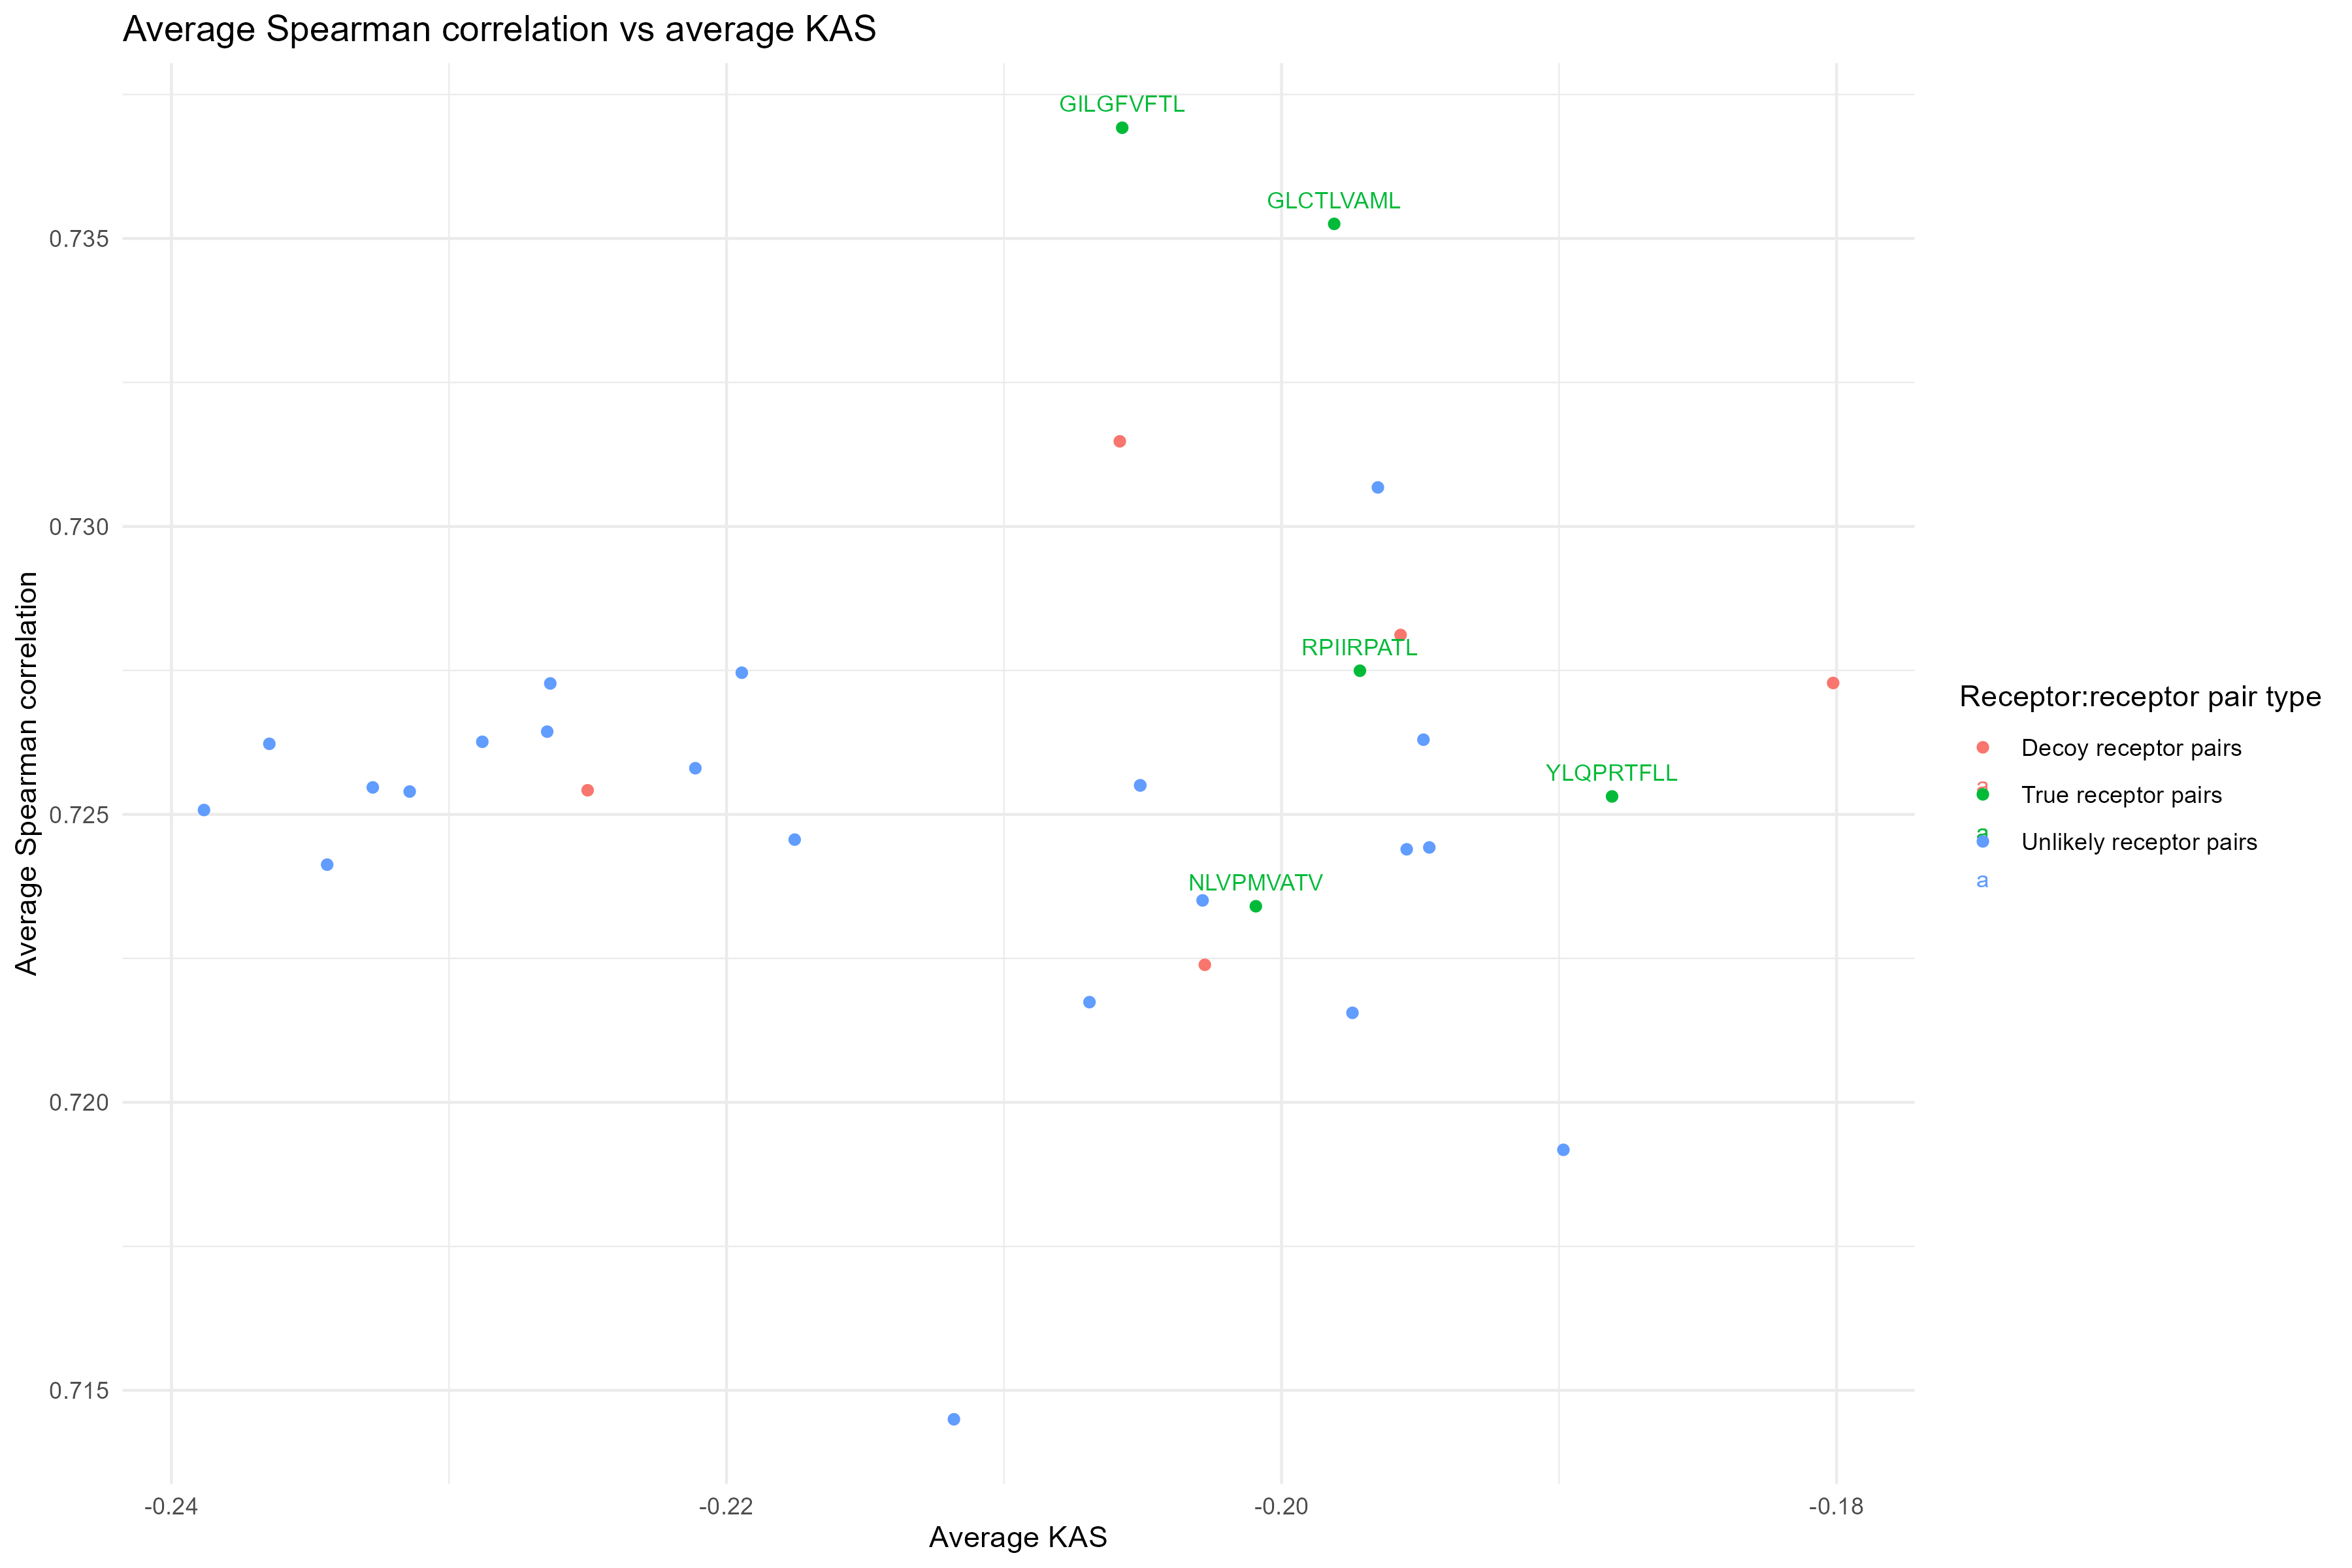 Average Spearman correlation vs average KAS
GILGFVFTL
GLCTLVAML
0.735
0.730
RPIIRPATL
YLQPRTFLL
0.725
NLVPMVATV
0.720
0.715
Average Spearman correlation
-0.24
-0.22
-0.20
-0.18
Average KAS
Receptor:receptor pair type
Decoy receptor pairs
a
True receptor pairs
a
Unlikely receptor pairs
a